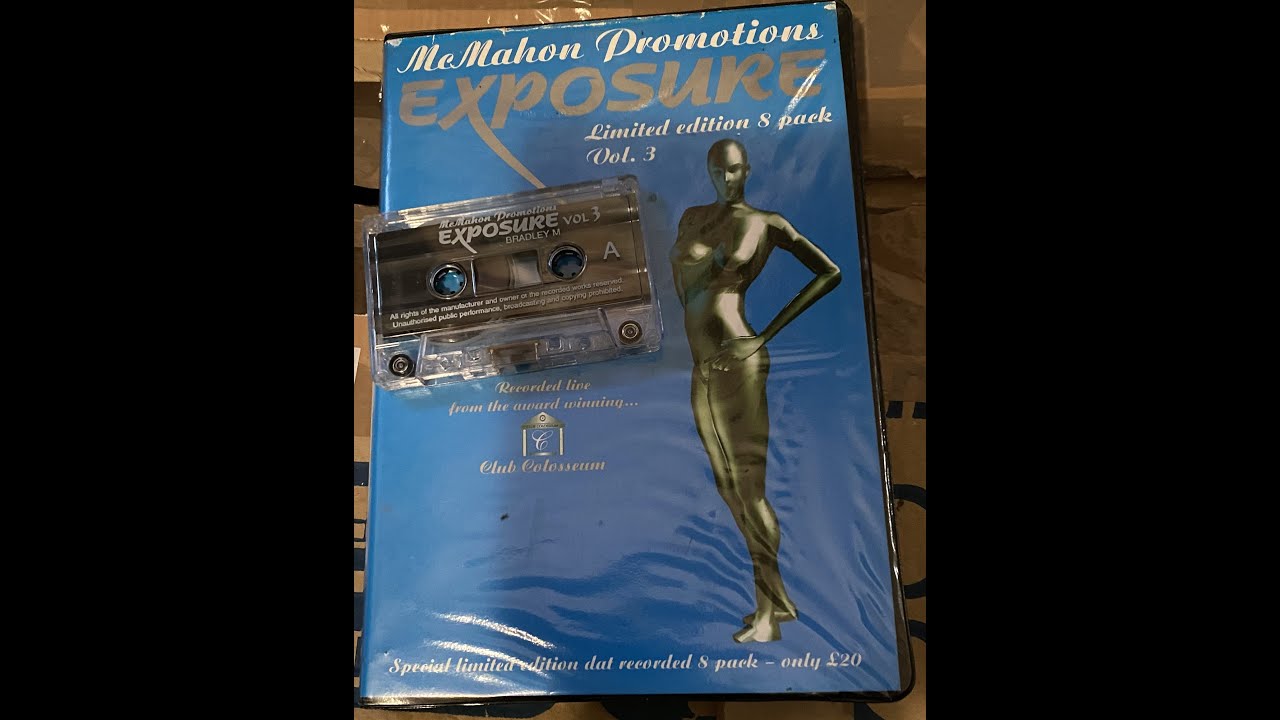 McMahon Promotions
EXPOSURE
Limited edition 8 pack
Vol. 3
McMahon Promotions
EXPOSURE VOL 3
BRADLEY M
A
All rights of the manufacturer and owner of the recorded works reserved.
Unauthorised public performance, broadcasting and copying prohibited.
Recorded live
from the award winning...
C
Club Colosseum
Special limited edition dat recorded 8 pack – only £20